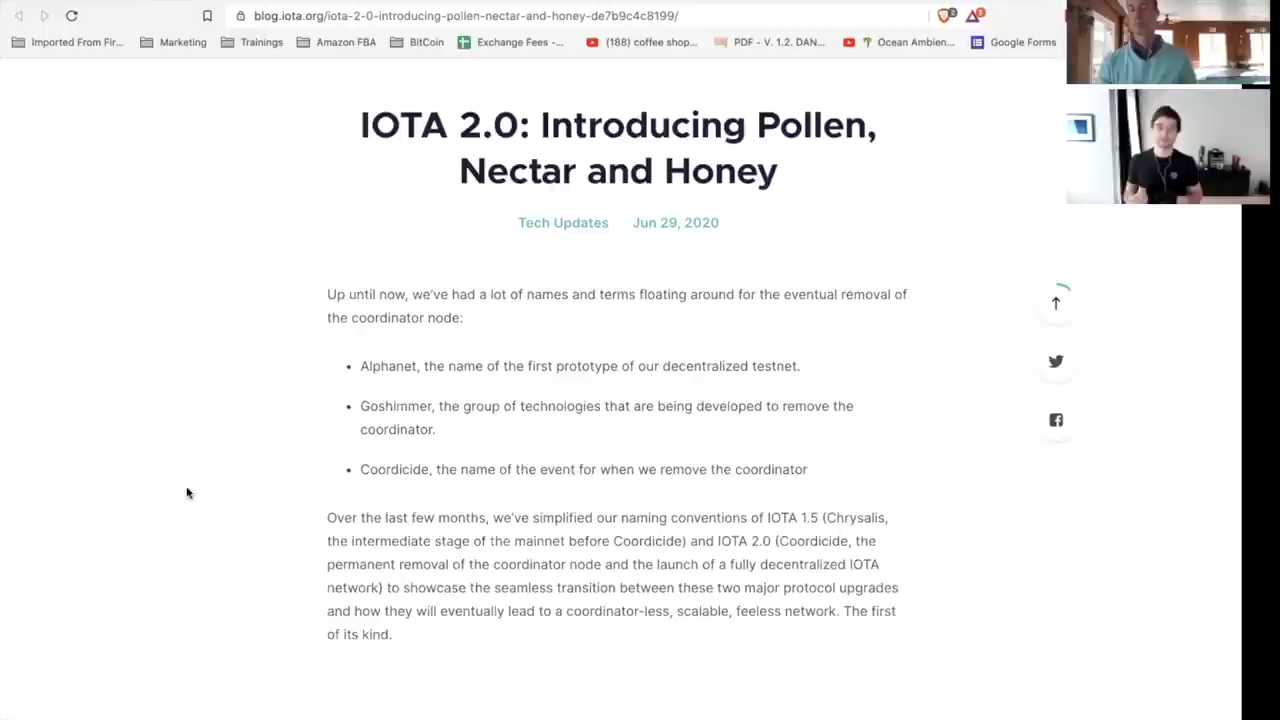 blog.iota.org/iota-2-0-introducing-pollen-nectar-and-honey-de7b9c4c8199/
Imported From Fir...
Marketing
Trainings
Amazon FBA
BitCoin
Exchange Fees -...
(188) coffee shop...
PDF - V. 1.2. DAN...
Ocean Ambien...
Google Forms
IOTA 2.0: Introducing Pollen,
Nectar and Honey
Tech Updates Jun 29, 2020
Up until now, we've had a lot of names and terms floating around for the eventual removal of
the coordinator node:
• Alphanet, the name of the first prototype of our decentralized testnet.
• Goshimmer, the group of technologies that are being developed to remove the
coordinator.
• Coordicide, the name of the event for when we remove the coordinator
Over the last few months, we've simplified our naming conventions of IOTA 1.5 (Chrysalis,
the intermediate stage of the mainnet before Coordicide) and IOTA 2.0 (Coordicide, the
permanent removal of the coordinator node and the launch of a fully decentralized IOTA
network) to showcase the seamless transition between these two major protocol upgrades
and how they will eventually lead to a coordinator-less, scalable, feeless network. The first
of its kind.